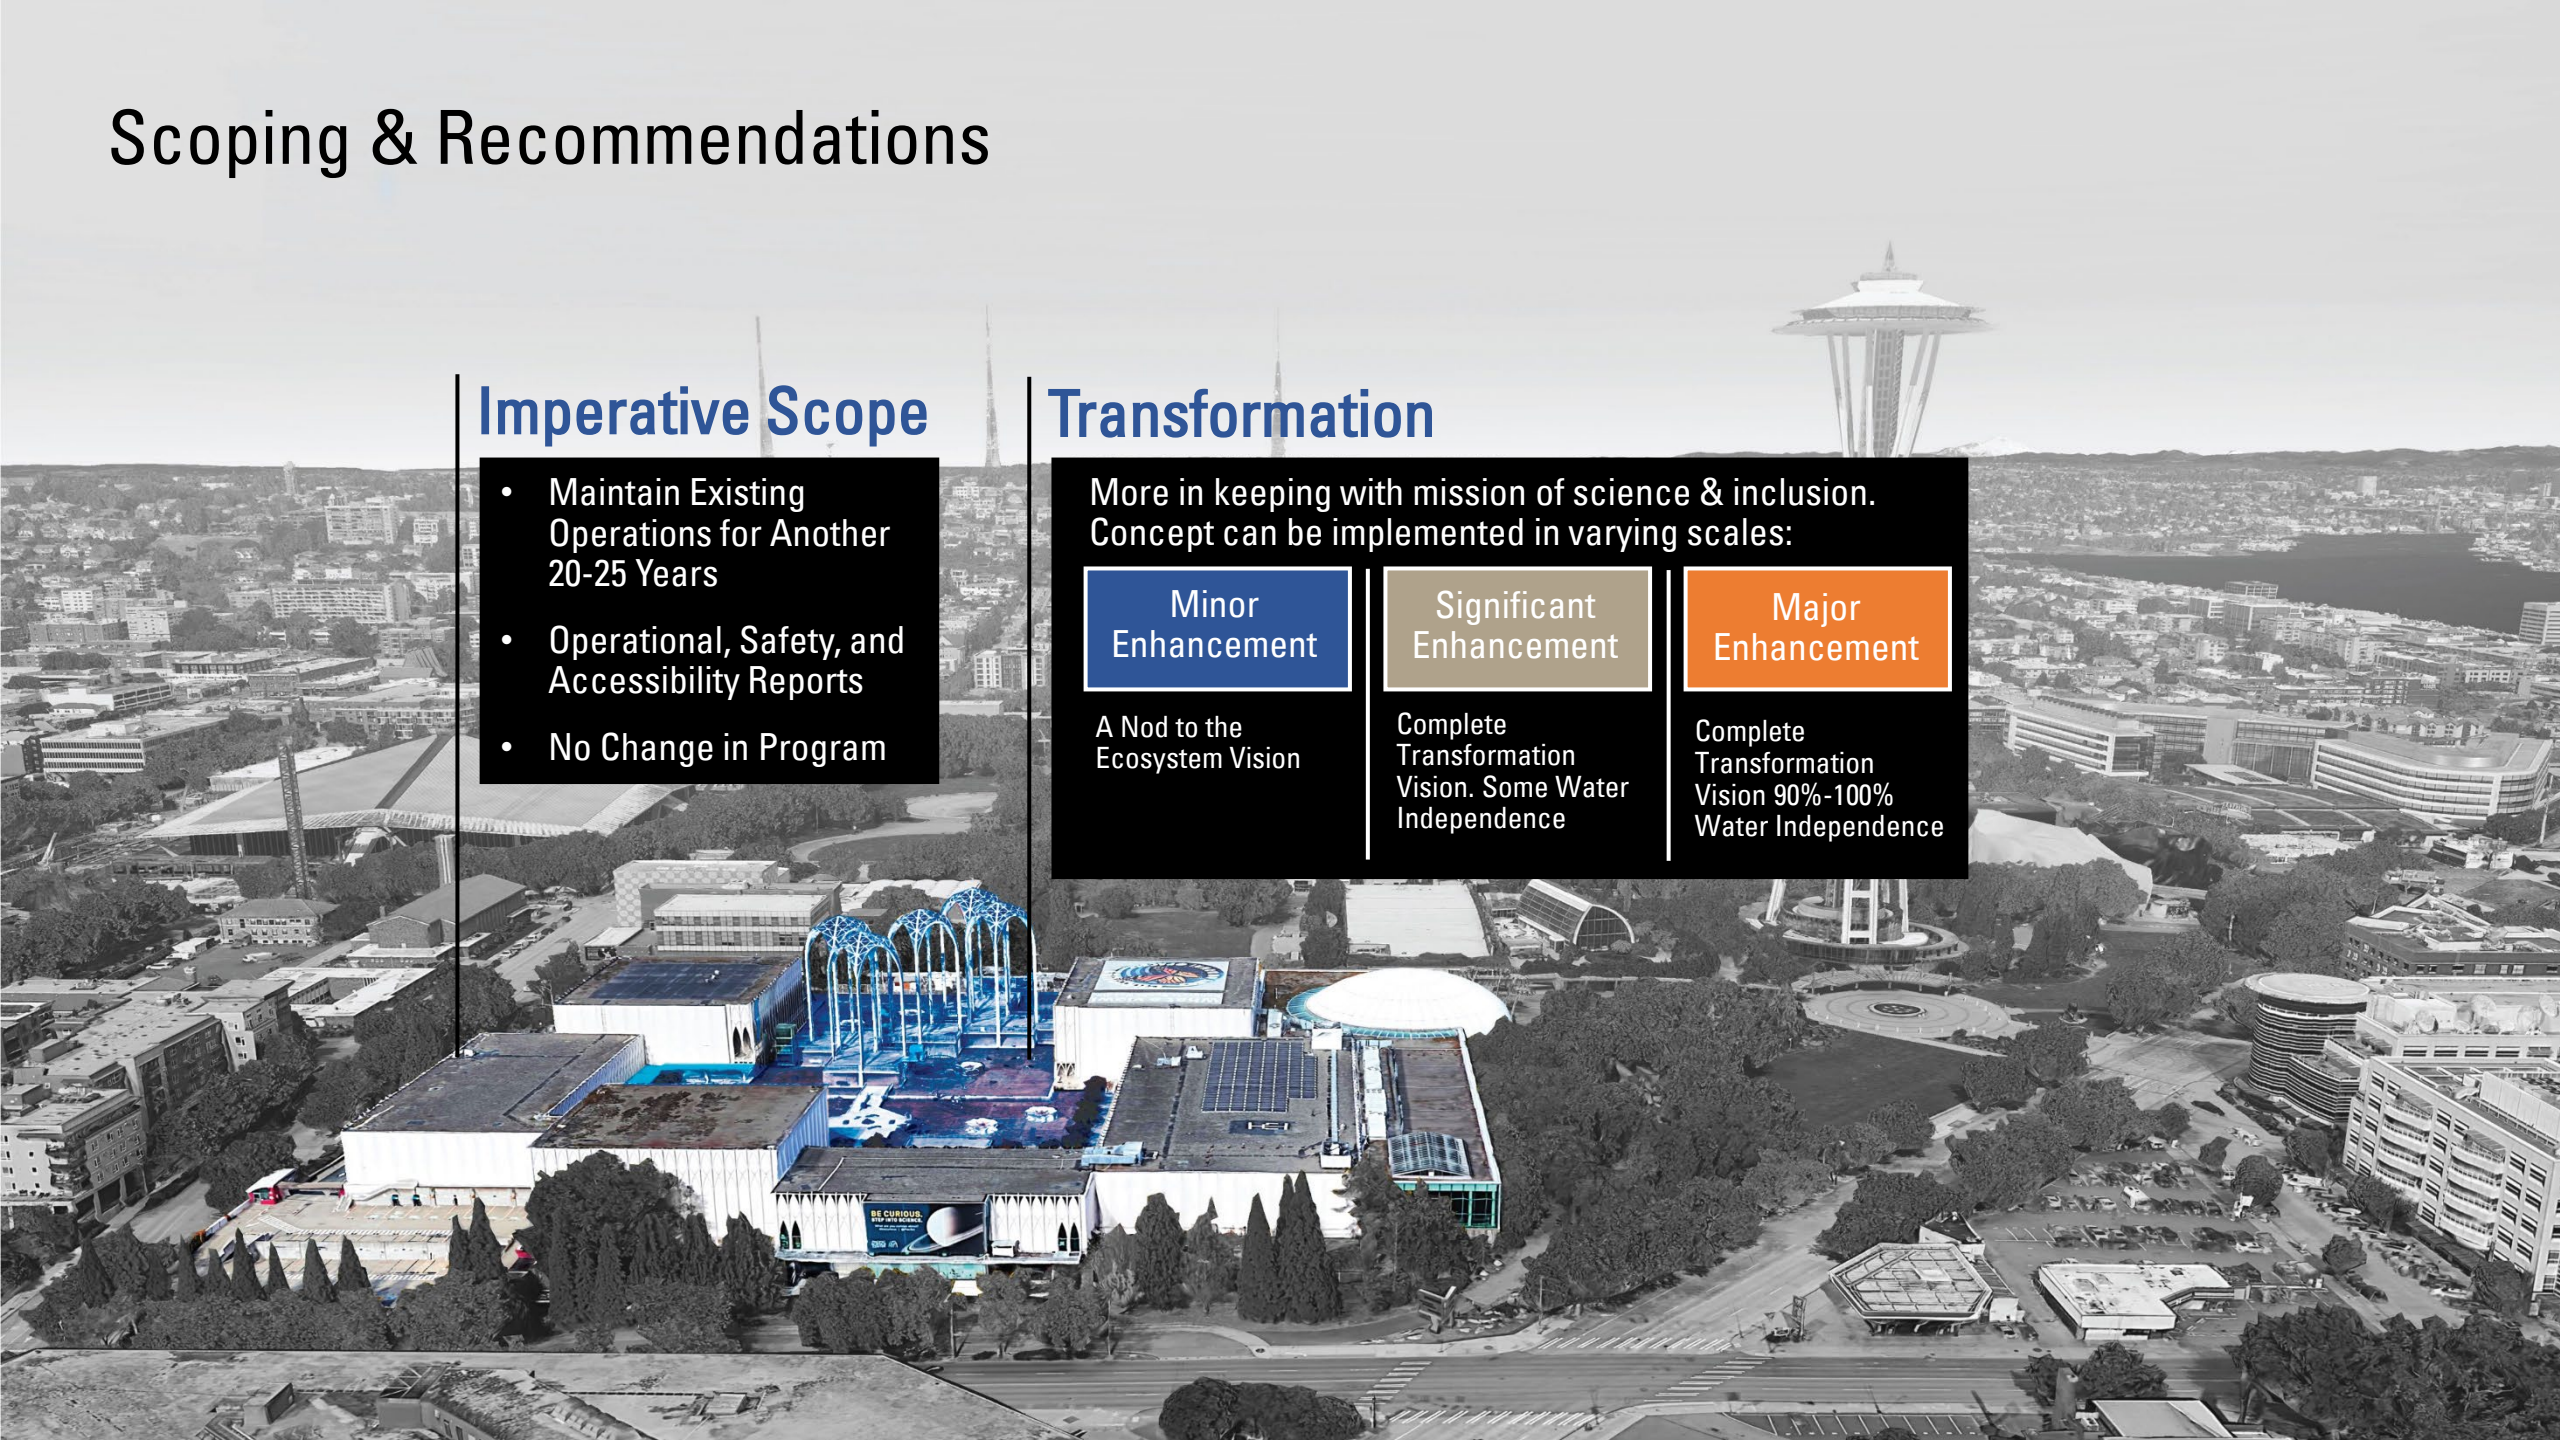 Scoping & Recommendations
Imperative Scope
• Maintain Existing
Operations for Another
20-25 Years
• Operational, Safety, and
Accessibility Reports
• No Change in Program
Transformation
More in keeping with mission of science & inclusion.
Concept can be implemented in varying scales:
Minor
Enhancement
A Nod to the
Ecosystem Vision
Significant
Enhancement
Complete
Transformation
Vision. Some Water
Independence
Major
Enhancement
Complete
Transformation
Vision 90%-100%
Water Independence
BE CURIOUS.
STEP INTO SCIENCE.